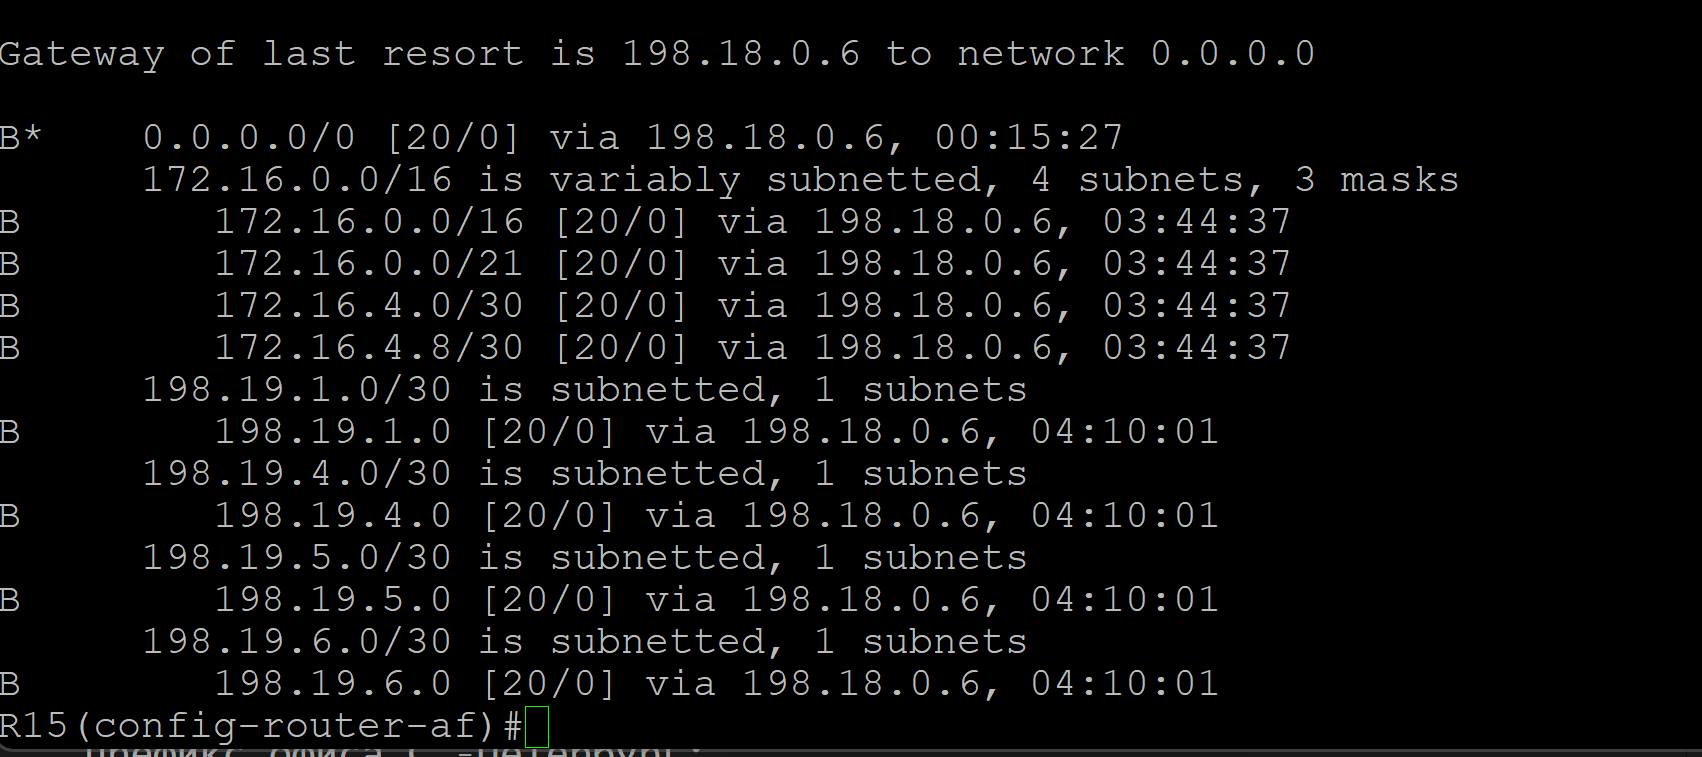 Gateway of last resort is 198.18.0.6 to network 0.0.0.0
B*    0.0.0.0/0 [20/0] via 198.18.0.6, 00:15:27
      172.16.0.0/16 is variably subnetted, 4 subnets, 3 masks
B        172.16.0.0/16 [20/0] via 198.18.0.6, 03:44:37
B        172.16.0.0/21 [20/0] via 198.18.0.6, 03:44:37
B        172.16.4.0/30 [20/0] via 198.18.0.6, 03:44:37
B        172.16.4.8/30 [20/0] via 198.18.0.6, 03:44:37
      198.19.1.0/30 is subnetted, 1 subnets
B        198.19.1.0 [20/0] via 198.18.0.6, 04:10:01
      198.19.4.0/30 is subnetted, 1 subnets
B        198.19.4.0 [20/0] via 198.18.0.6, 04:10:01
      198.19.5.0/30 is subnetted, 1 subnets
B        198.19.5.0 [20/0] via 198.18.0.6, 04:10:01
      198.19.6.0/30 is subnetted, 1 subnets
B        198.19.6.0 [20/0] via 198.18.0.6, 04:10:01
R15(config-router-af)#